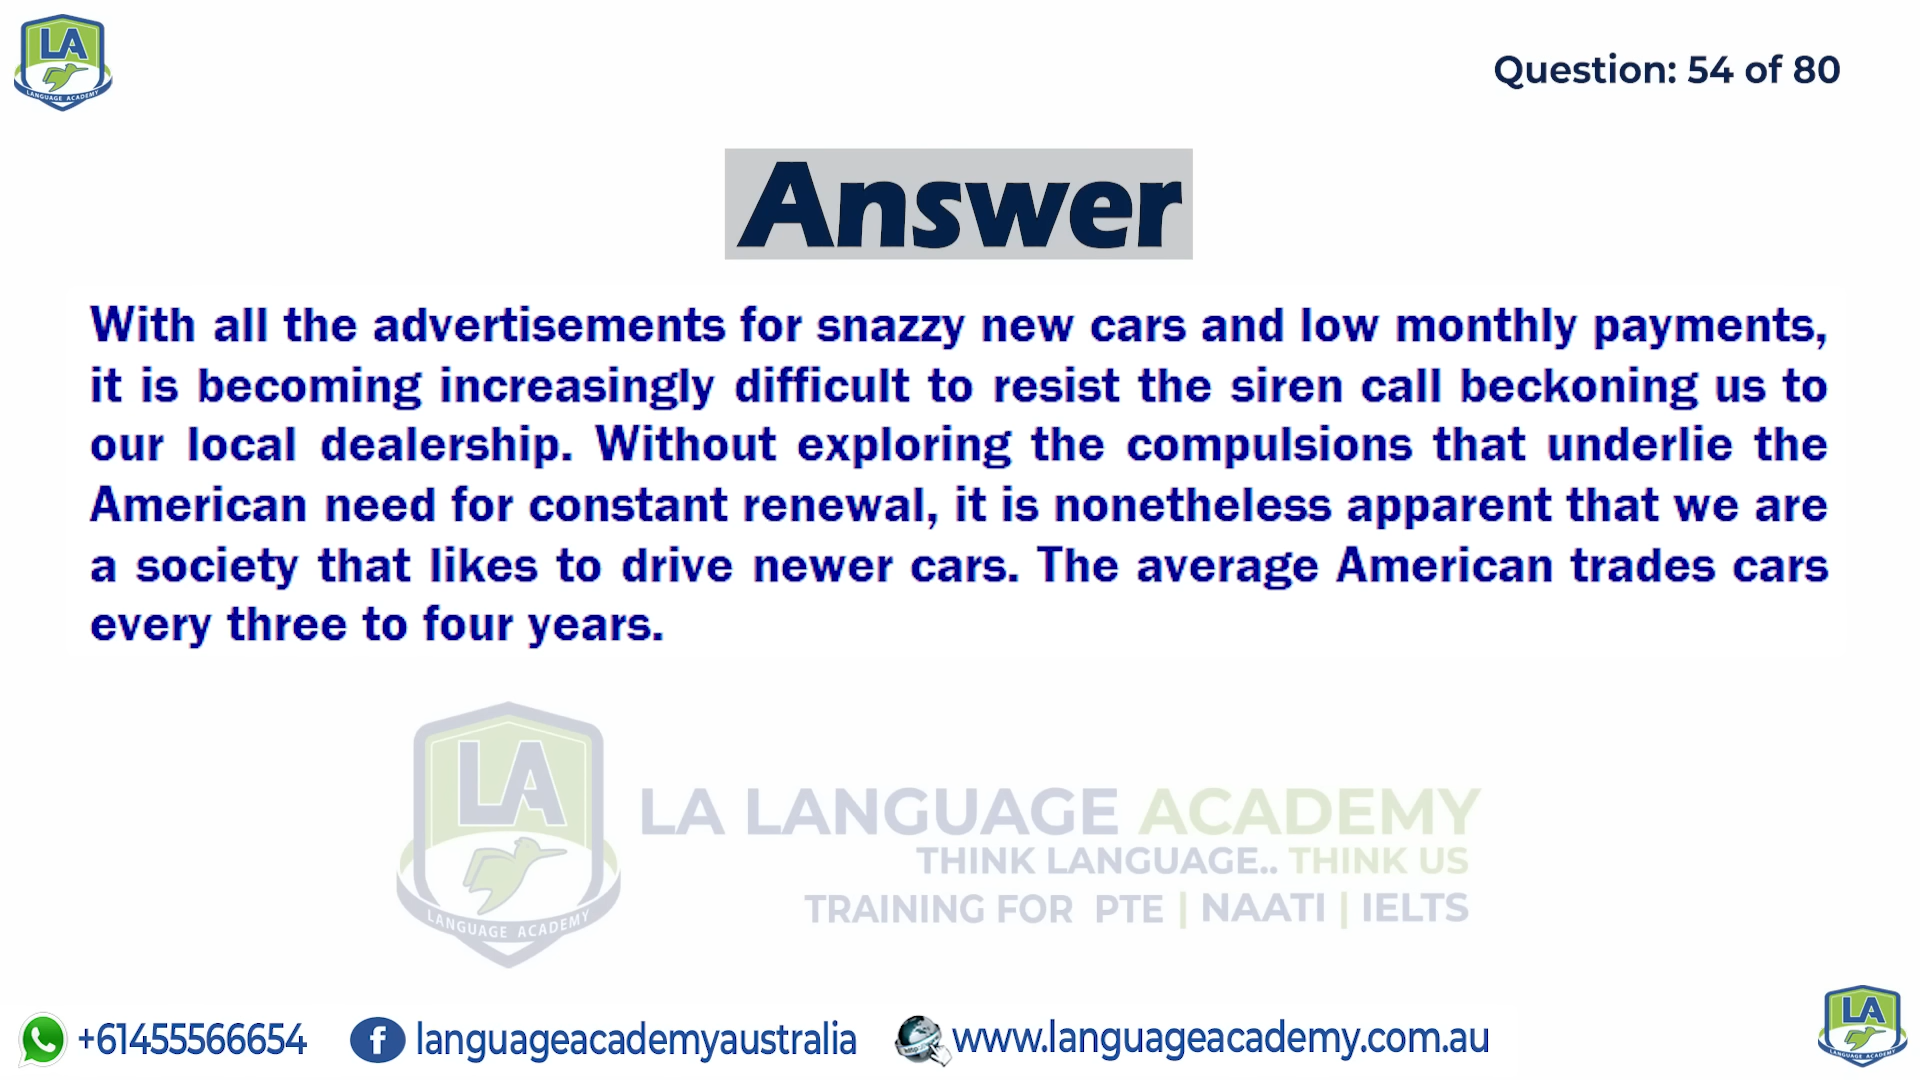 LA
LANGUAGE ACADEMY
Question: 54 of 80
Answer
With all the advertisements for snazzy new cars and low monthly payments,
it is becoming increasingly difficult to resist the siren call beckoning us to
our local dealership. Without exploring the compulsions that underlie the
American need for constant renewal, it is nonetheless apparent that we are
a society that likes to drive newer cars. The average American trades cars
every three to four years.
LA
LANGUAGE ACADEMY
LA LANGUAGE ACADEMY
THINK LANGUAGE.. THINK US
TRAINING FOR PTE | NAATI | IELTS
+61455566654
f
languageacademyaustralia
http
www.languageacademy.com.au
LA
LANGUAGE ACADEMY